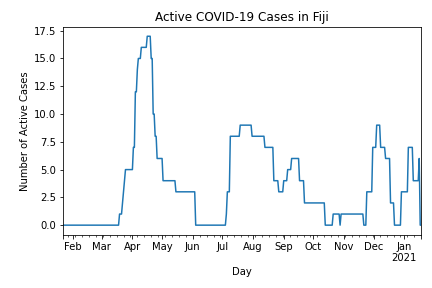 Active COVID-19 Cases in Fiji
17.5
15.0
12.5
10.0
7.5
5.0
2.5
0.0
Number of Active Cases
Feb Mar Apr May Jun Jul Aug Sep Oct Nov Dec Jan
2021
Day